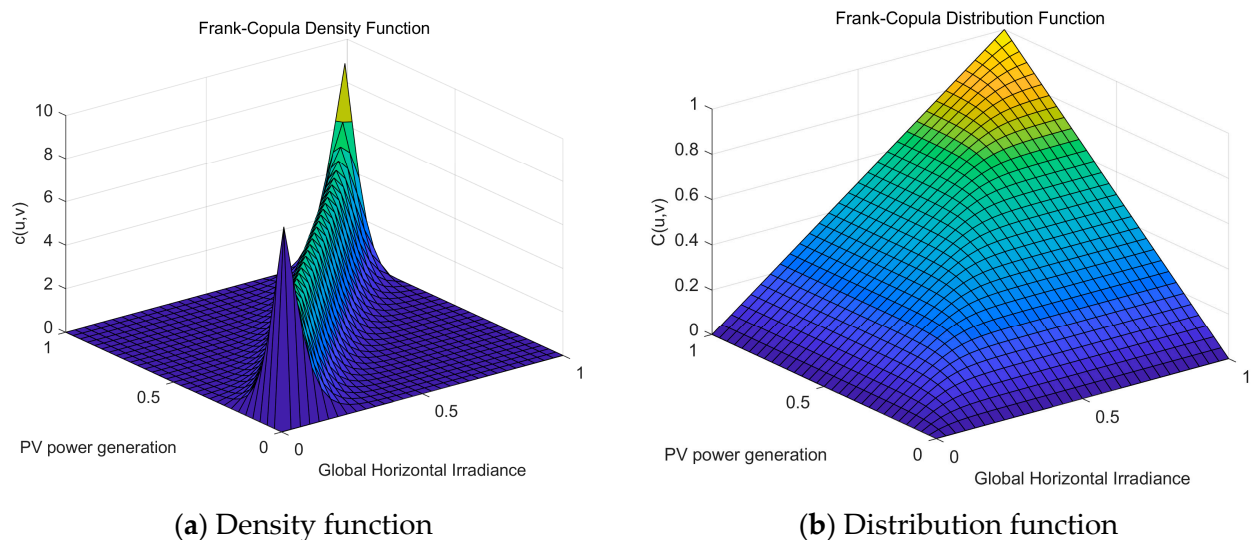 Frank-Copula Density Function
10
8
6
4
2
0
c(u,v)
1
0.5
0
PV power generation
0
0.5
1
Global Horizontal Irradiance
(a) Density function
Frank-Copula Distribution Function
1
0.8
0.6
0.4
0.2
0
C(u,v)
1
0.5
0
PV power generation
0
0.5
1
Global Horizontal Irradiance
(b) Distribution function